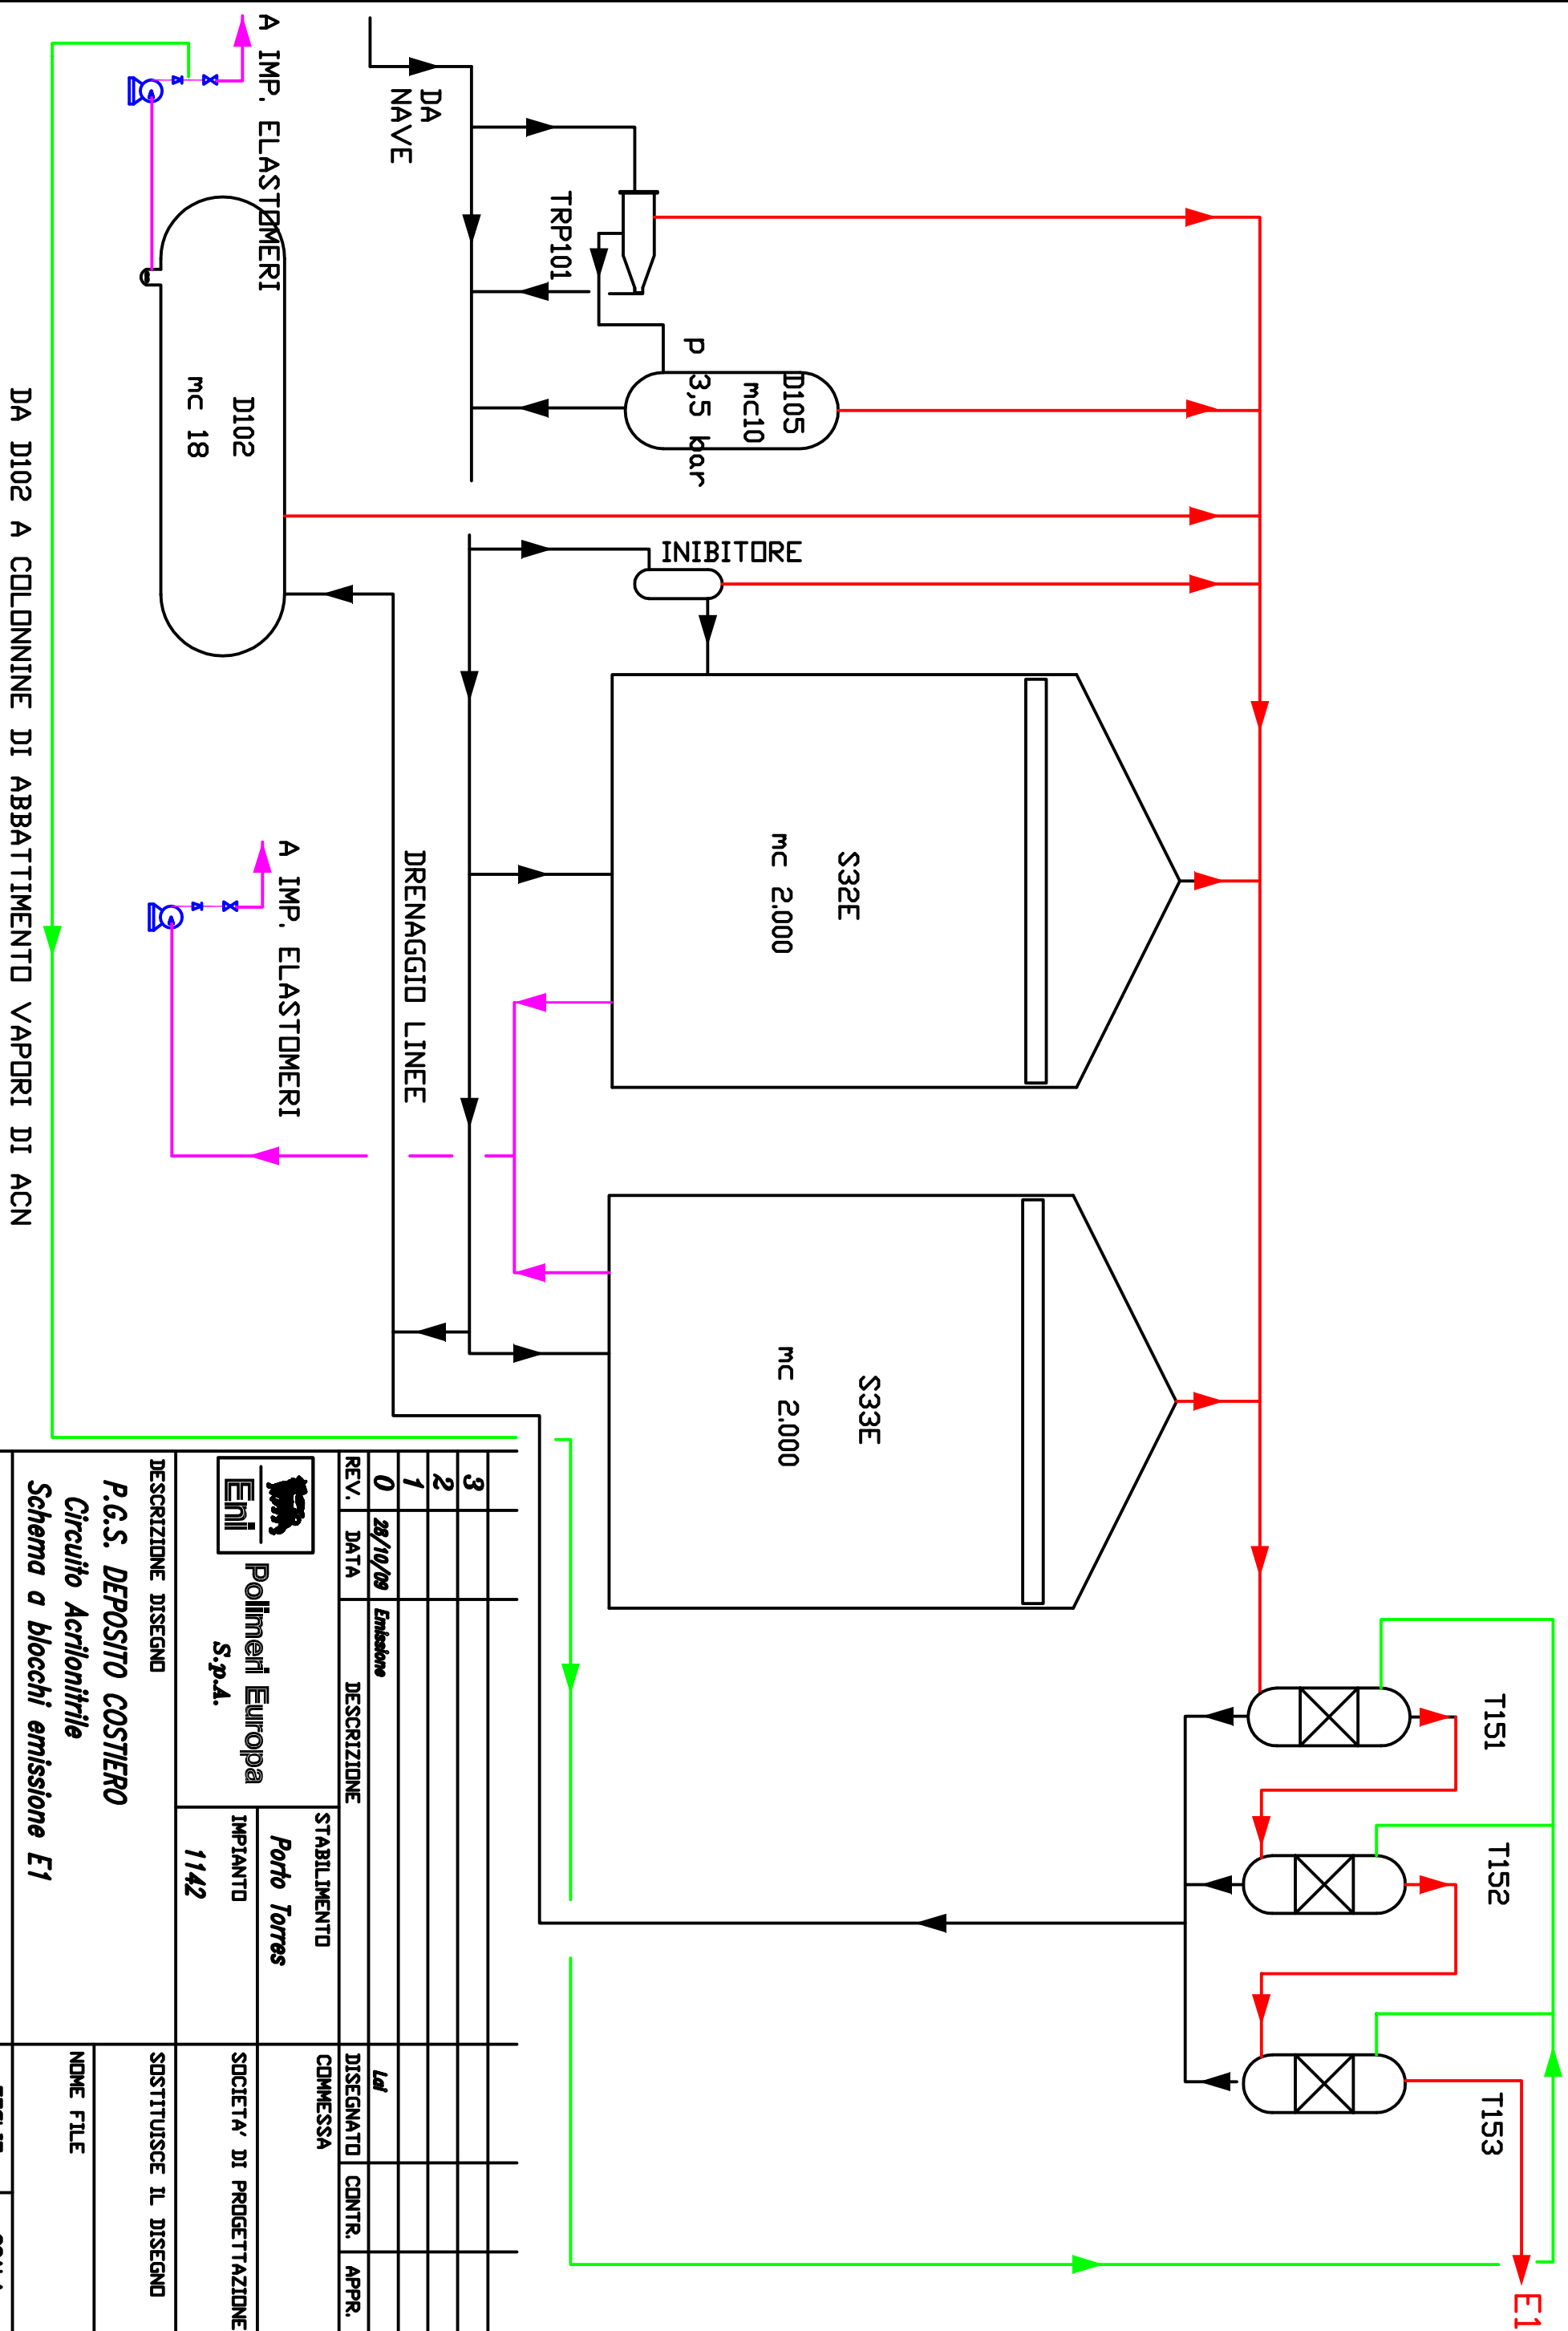 E1
T151
T152
T153
TRP101
D105
mc10
p 3,5 bar
INIBITORE
S32E
mc 2.000
S33E
mc 2.000
DA
NAVE
DRENAGGIO LINEE
A IMP. ELASTOMERI
A IMP. ELASTOMERI
D102
mc 18
DA D102 A COLONNINE DI ABBATTIMENTO VAPORI DI ACN
3
2
1
0 28/10/09 Emissione Lai
REV. DATA DESCRIZIONE DISEGNATO CONTR. APPR.
Eni
Polimeri Europa
S.p.A.
STABILIMENTO
Porto Torres
COMMESSA
IMPIANTO
1142
SOCIETA' DI PROGETTAZIONE
DESCRIZIONE DISEGNO
P.G.S. DEPOSITO COSTIERO
Circuito Acrilonitrile
Schema a blocchi emissione E1
SOSTITUISCE IL DISEGNO
NOME FILE